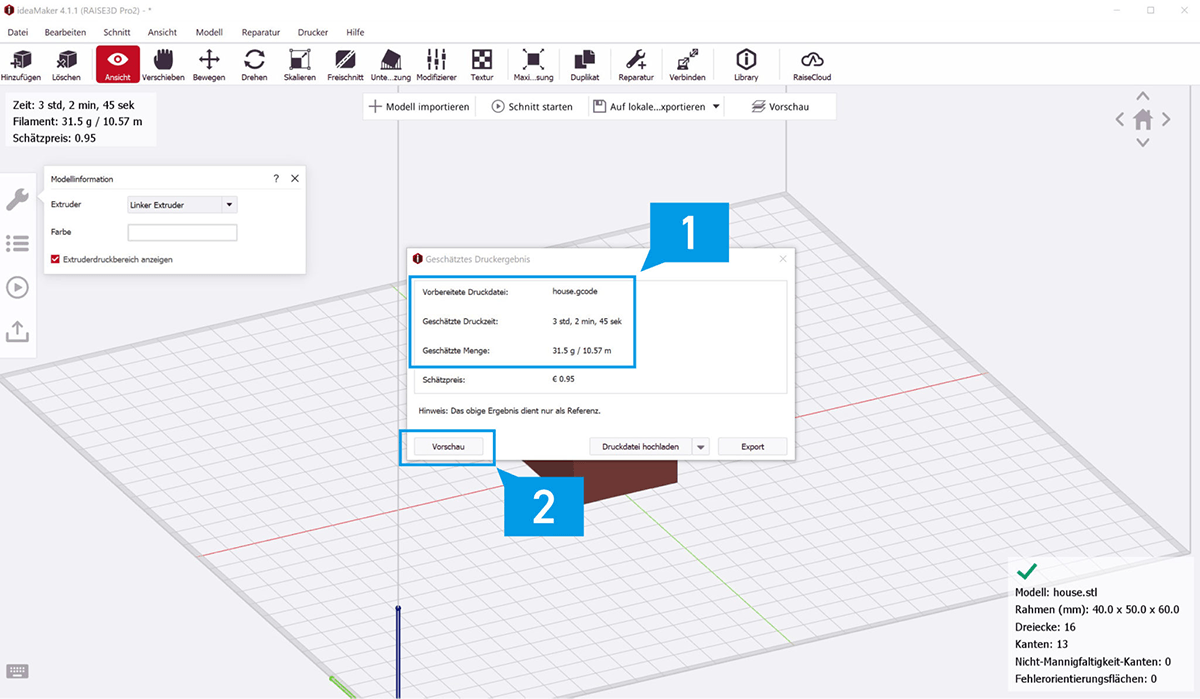 ideaMaker 4.1.1 (RAISE3D Pro2) - *
Datei Bearbeiten Schnitt Ansicht Modell Reparatur Drucker Hilfe
Hinzufügen Löschen Ansicht Verschieben Bewegen Drehen Skalieren Freischnitt Unte...zung Modifizierer Textur Maxi...sung Duplikat Reparatur Verbinden Library RaiseCloud
Zeit: 3 std, 2 min, 45 sek
Filament: 31.5 g / 10.57 m
Schätzpreis: 0.95
Modell importieren Schnitt starten Auf lokale...xportieren Vorschau
Modellinformation ?
Extruder Linker Extruder
Farbe
Extruderdruckbereich anzeigen
1
Geschätztes Druckergebnis
Vorbereitete Druckdatei: house.gcode
Geschätzte Druckzeit: 3 std, 2 min, 45 sek
Geschätzte Menge: 31.5 g / 10.57 m
Schätzpreis: € 0.95
Hinweis: Das obige Ergebnis dient nur als Referenz.
Vorschau Druckdatei hochladen Export
2
Modell: house.stl
Rahmen (mm): 40.0 x 50.0 x 60.0
Dreiecke: 16
Kanten: 13
Nicht-Mannigfaltigkeit-Kanten: 0
Fehlerorientierungsflächen: 0